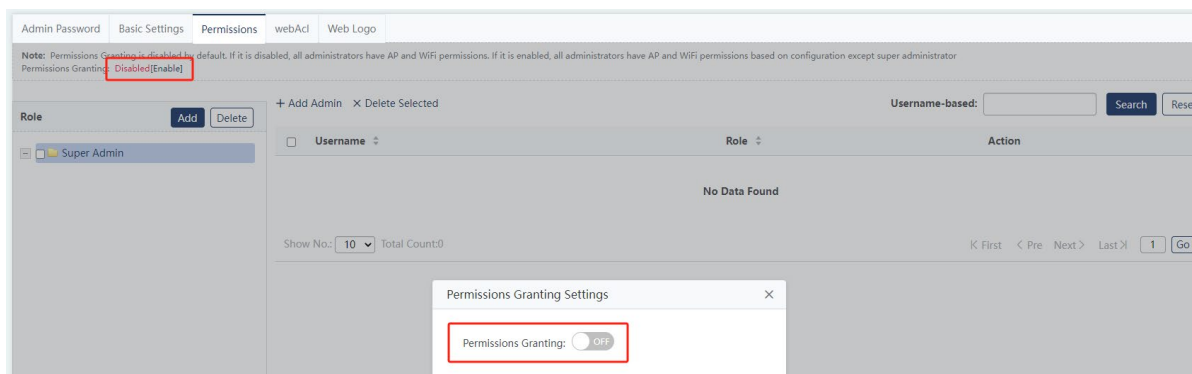 Admin Password Basic Settings Permissions webAcl Web Logo
Note: Permissions Granting is disabled by default. If it is disabled, all administrators have AP and WiFi permissions. If it is enabled, all administrators have AP and WiFi permissions based on configuration except super administrator
Permissions Granting: Disabled[Enable]
Role Add Delete
+ Add Admin × Delete Selected Username-based: Search Rese
Username Role Action
Super Admin
No Data Found
Show No.: 10 Total Count:0 First Pre Next Last 1 Go
Permissions Granting Settings
Permissions Granting: OFF